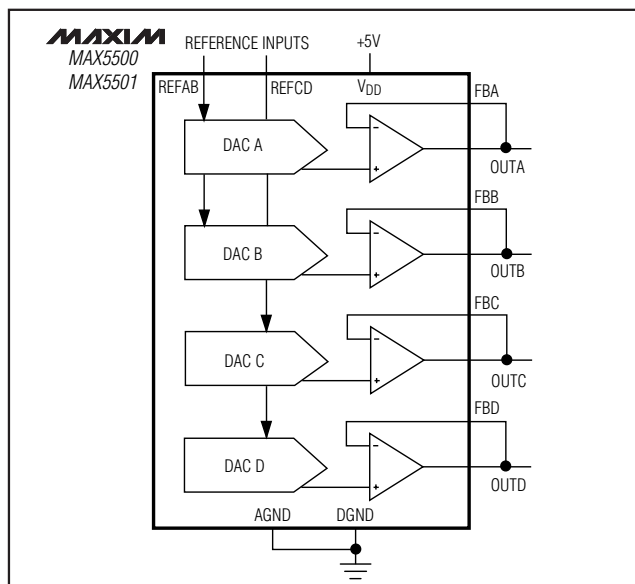 MAXIM
MAX5500
MAX5501
REFERENCE INPUTS
+5V
REFAB
REFCD
VDD
FBA
DAC A
-
+
OUTA
FBB
DAC B
-
+
OUTB
FBC
DAC C
-
+
OUTC
FBD
DAC D
-
+
OUTD
AGND
DGND